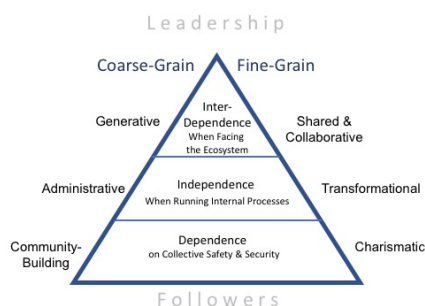 Leadership
Coarse-Grain Fine-Grain
Generative
Inter-
Dependence
When Facing
the Ecosystem
Shared &
Collaborative
Administrative
Independence
When Running Internal Processes
Transformational
Community-
Building
Dependence
on Collective Safety & Security
Charismatic
Followers